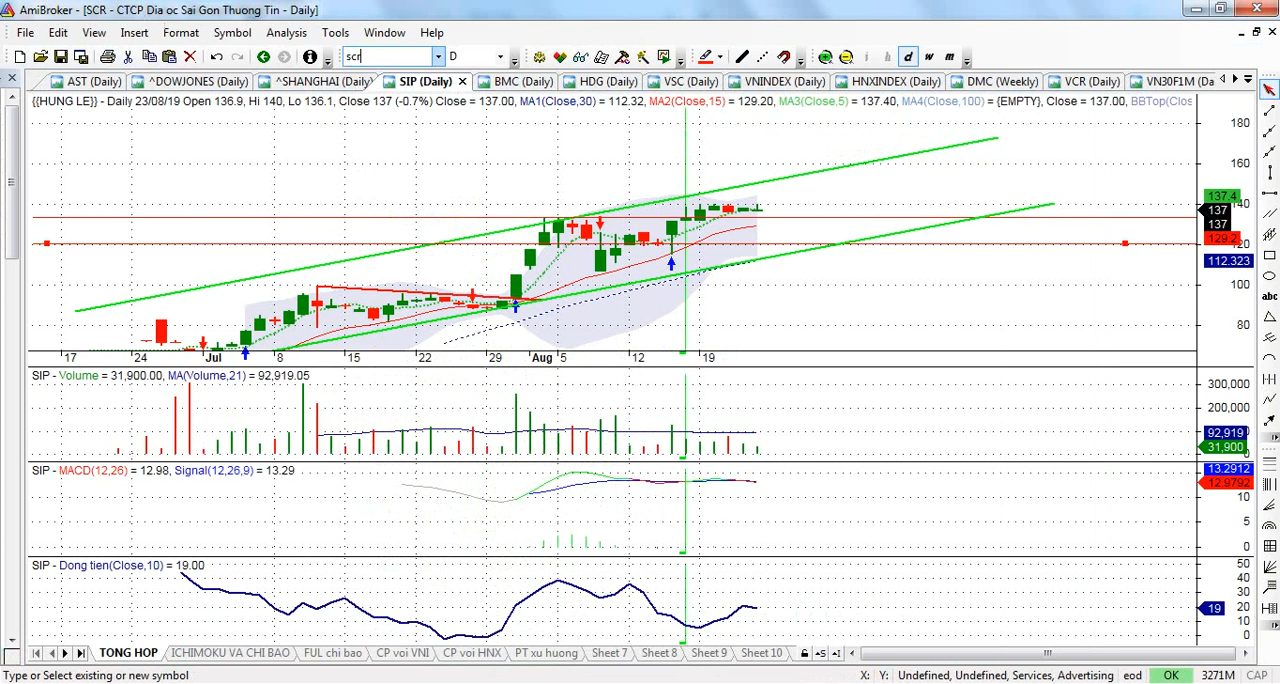 AmiBroker - [SCR - CTCP Dia oc Sai Gon Thuong Tin - Daily]
File Edit View Insert Format Symbol Analysis Tools Window Help
scr D i h d w m
AST (Daily) ^DOWJONES (Daily) ^SHANGHAI (Daily) SIP (Daily) BMC (Daily) HDG (Daily) VSC (Daily) VNINDEX (Daily) HNXINDEX (Daily) DMC (Weekly) VCR (Daily) VN30F1M (Da
{{HUNG LE}} - Daily 23/08/19 Open 136.9, Hi 140, Lo 136.1, Close 137 (-0.7%) Close = 137.00, MA1(Close,30) = 112.32, MA2(Close,15) = 129.20, MA3(Close,5) = 137.40, MA4(Close,100) = {EMPTY}, Close = 137.00, BBTop(Clos
abc
180
160
137.4
140
137
137
129.2
120
112.323
100
80
17 24 Jul 8 15 22 29 Aug 5 12 19
SIP - Volume = 31,900.00, MA(Volume,21) = 92,919.05
300,000
200,000
92,919
31,900
SIP - MACD(12,26) = 12.98, Signal(12,26,9) = 13.29
13.2912
12.9792
10
5
0
SIP - Dong tien(Close,10) = 19.00
50
40
30
20
19
10
0
TONG HOP ICHIMOKU VA CHI BAO FUL chi bao CP voi VNI CP voi HNX PT xu huong Sheet 7 Sheet 8 Sheet 9 Sheet 10
Type or Select existing or new symbol X: Y: Undefined, Undefined, Services, Advertising eod OK 3271M CAP